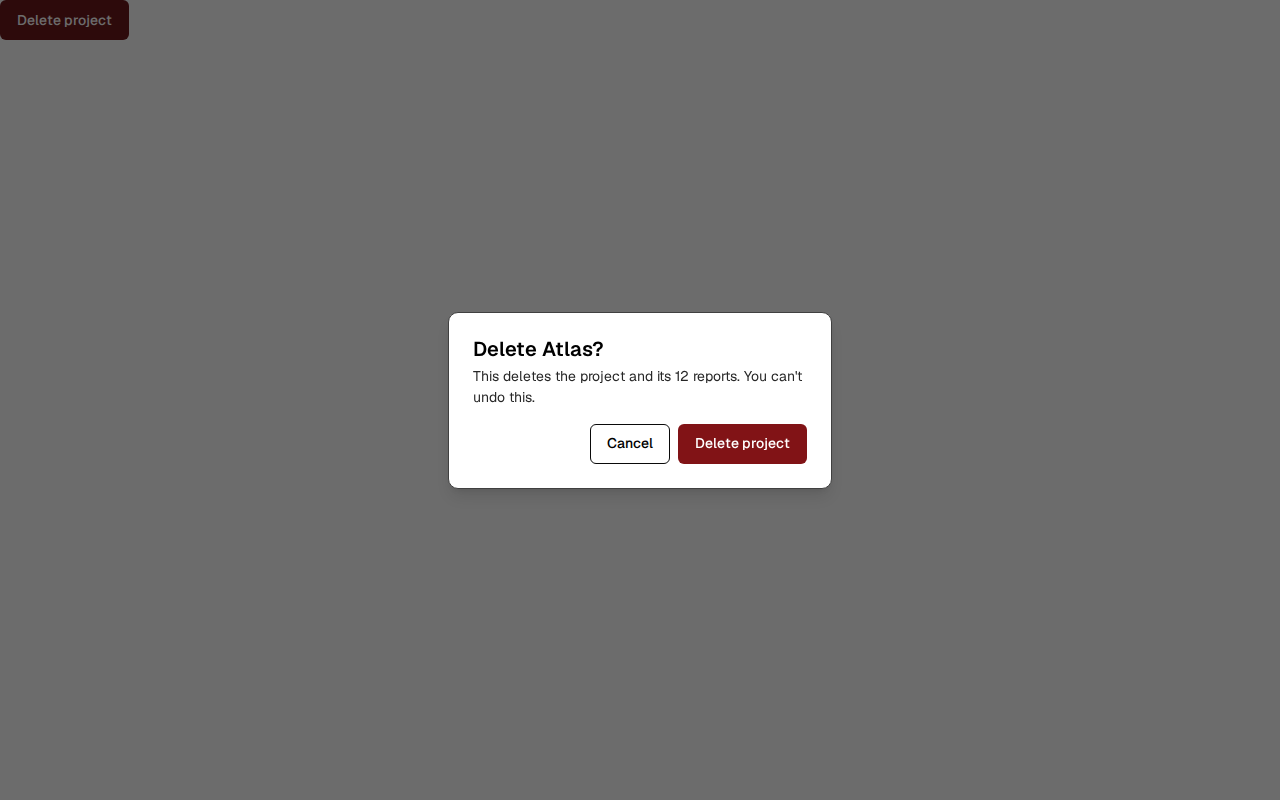 Delete project
Delete Atlas?
This deletes the project and its 12 reports. You can't
undo this.
Cancel
Delete project